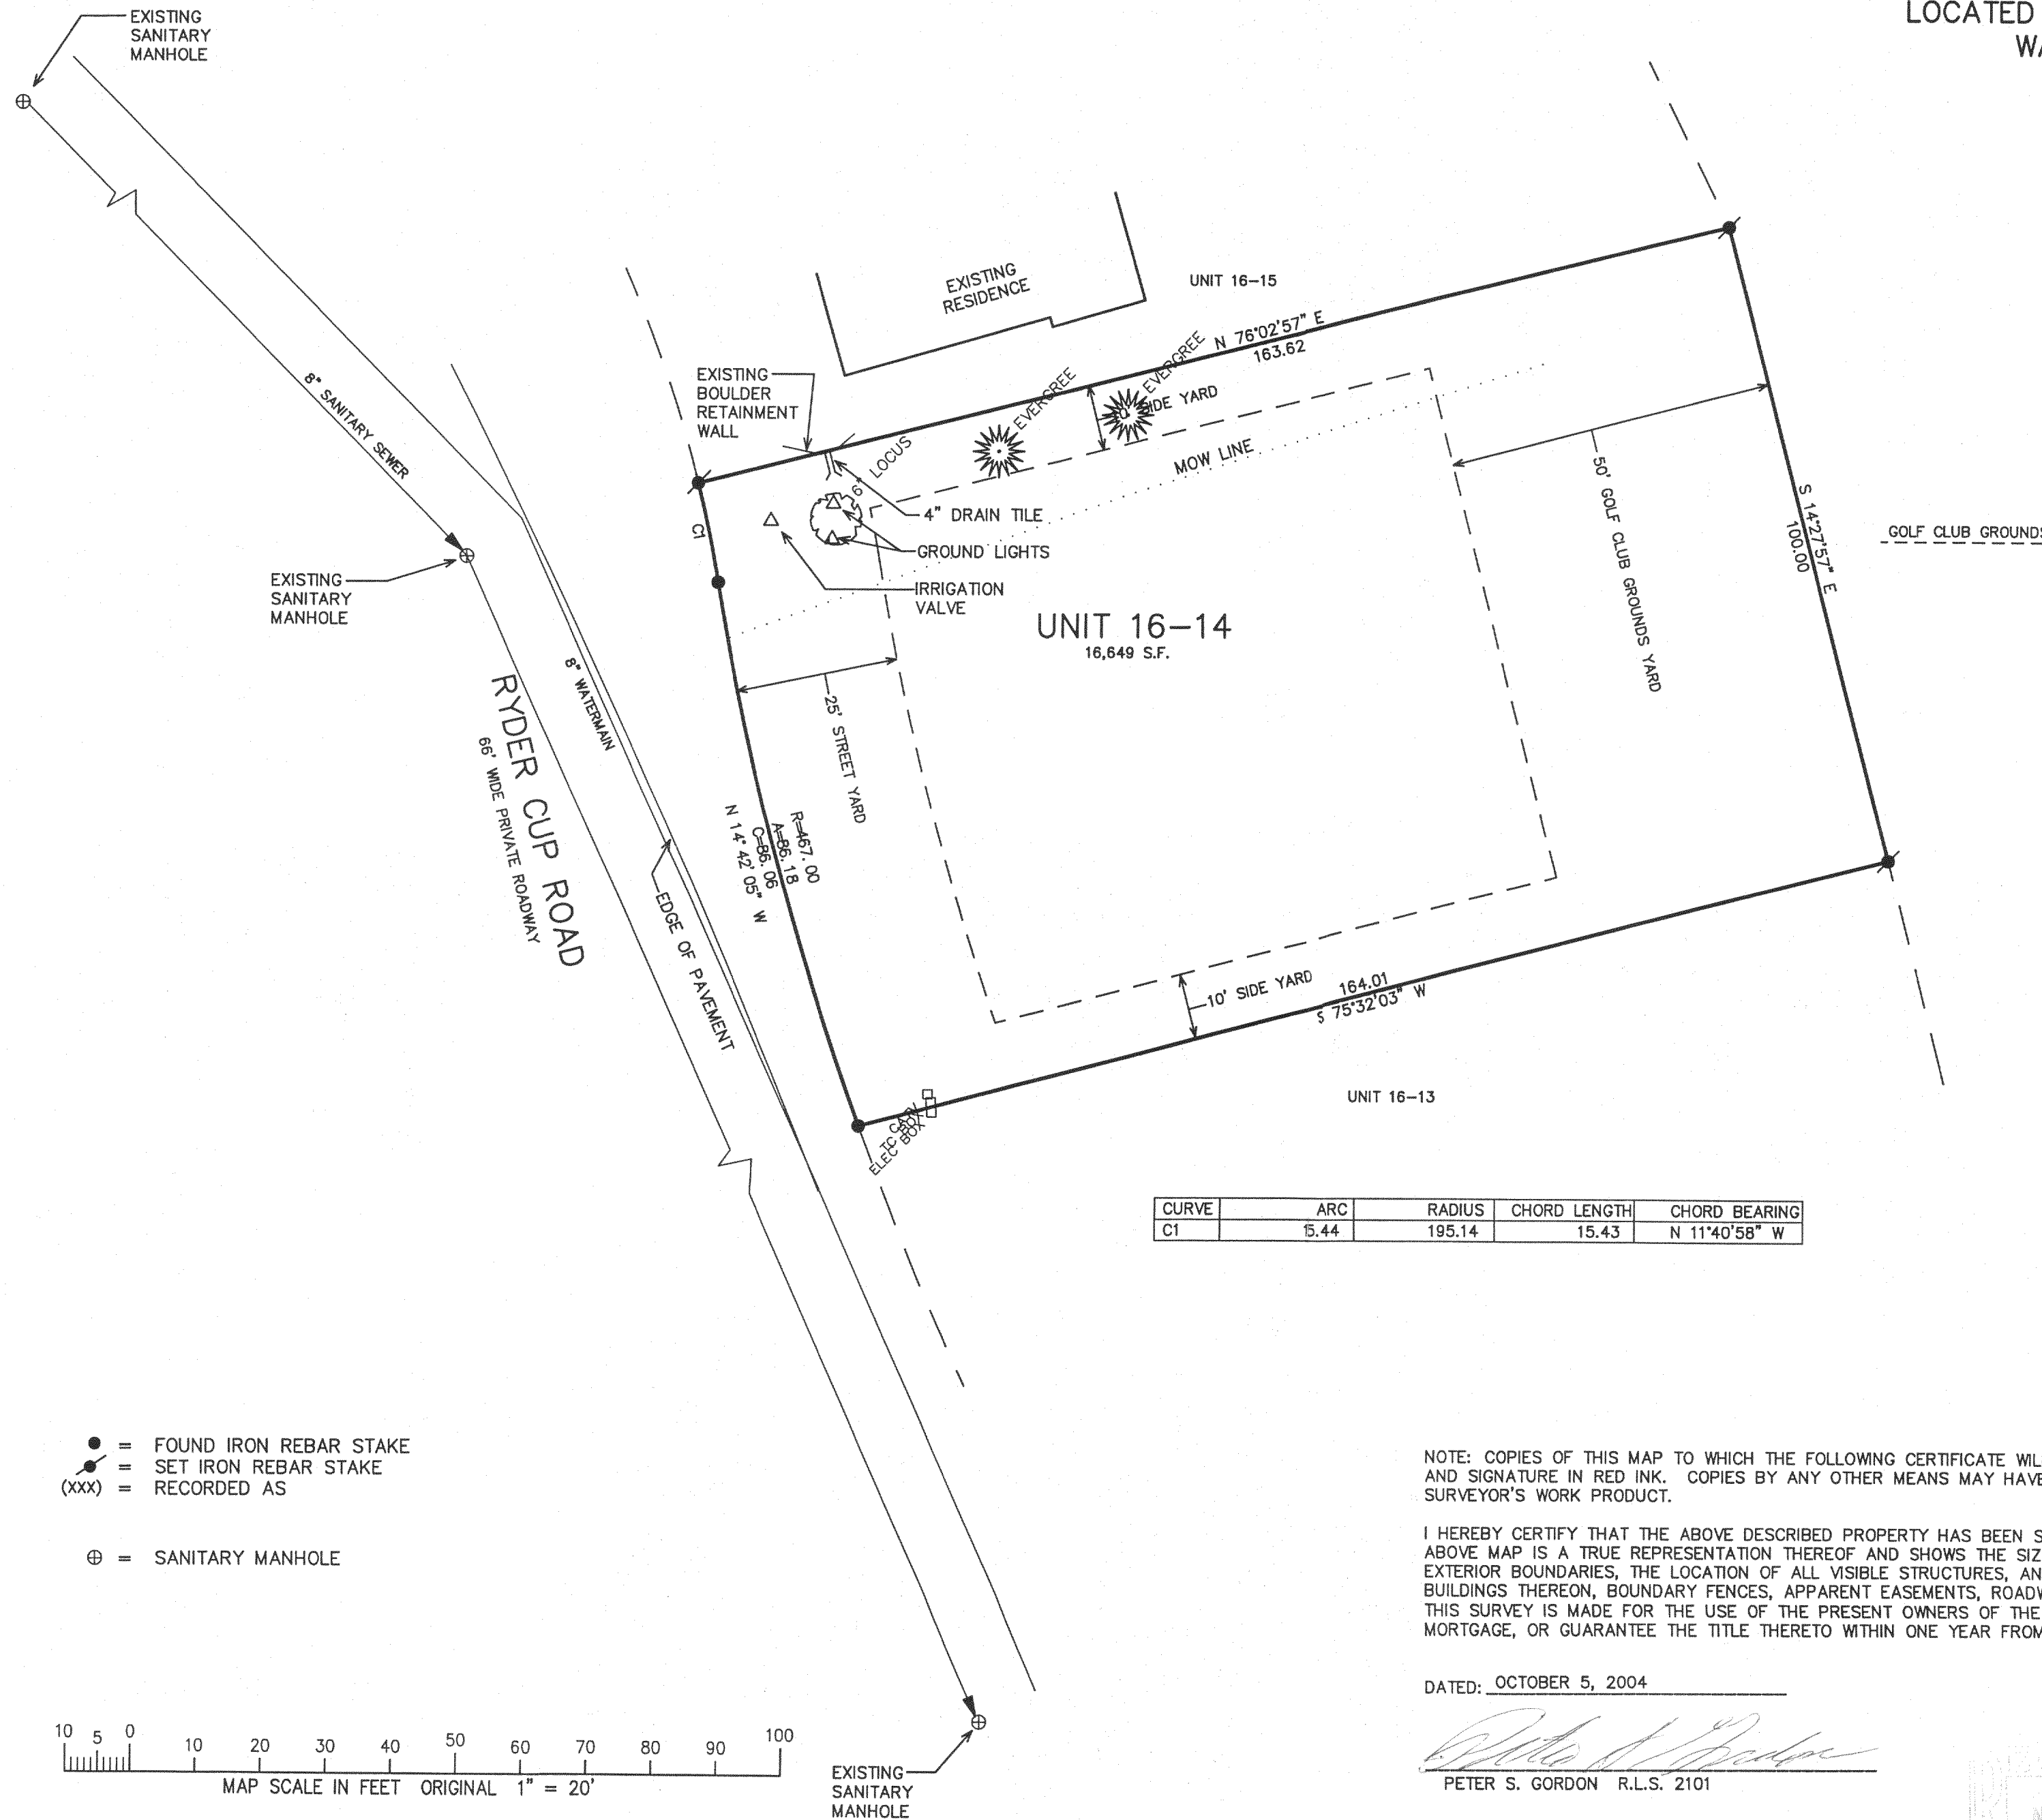 LOCATED
WA
EXISTING
SANITARY
MANHOLE
EXISTING
RESIDENCE
UNIT 16-15
N 76°02'57" E
163.62
EXISTING
BOULDER
RETAINMENT
WALL
EVERGREE
EVERGREE
SIDE YARD
8" SANITARY SEWER
6" LOCUS
MOW LINE
C1
4" DRAIN TILE
GROUND LIGHTS
IRRIGATION
VALVE
50' GOLF CLUB GROUNDS YARD
S 14°27'57" E
100.00
GOLF CLUB GROUNDS
EXISTING
SANITARY
MANHOLE
UNIT 16-14
16,649 S.F.
8" WATERMAIN
RYDER CUP ROAD
66' WIDE PRIVATE ROADWAY
25' STREET YARD
R=467.00
A=86.18
C=86.06
N 14°42'05" W
EDGE OF PAVEMENT
10' SIDE YARD
164.01
S 75°32'03" W
UNIT 16-13
TC BOX
ELEC BOX
CURVE ARC RADIUS CHORD LENGTH CHORD BEARING
C1 15.44 195.14 15.43 N 11°40'58" W
= FOUND IRON REBAR STAKE
= SET IRON REBAR STAKE
(XXX) = RECORDED AS
= SANITARY MANHOLE
NOTE: COPIES OF THIS MAP TO WHICH THE FOLLOWING CERTIFICATE WIL
AND SIGNATURE IN RED INK. COPIES BY ANY OTHER MEANS MAY HAVE
SURVEYOR'S WORK PRODUCT.
I HEREBY CERTIFY THAT THE ABOVE DESCRIBED PROPERTY HAS BEEN S
ABOVE MAP IS A TRUE REPRESENTATION THEREOF AND SHOWS THE SIZ
EXTERIOR BOUNDARIES, THE LOCATION OF ALL VISIBLE STRUCTURES, AN
BUILDINGS THEREON, BOUNDARY FENCES, APPARENT EASEMENTS, ROADW
THIS SURVEY IS MADE FOR THE USE OF THE PRESENT OWNERS OF THE
MORTGAGE, OR GUARANTEE THE TITLE THERETO WITHIN ONE YEAR FROM
DATED: OCTOBER 5, 2004
PETER S. GORDON R.L.S. 2101
10 5 0 10 20 30 40 50 60 70 80 90 100
MAP SCALE IN FEET ORIGINAL 1" = 20'
EXISTING
SANITARY
MANHOLE